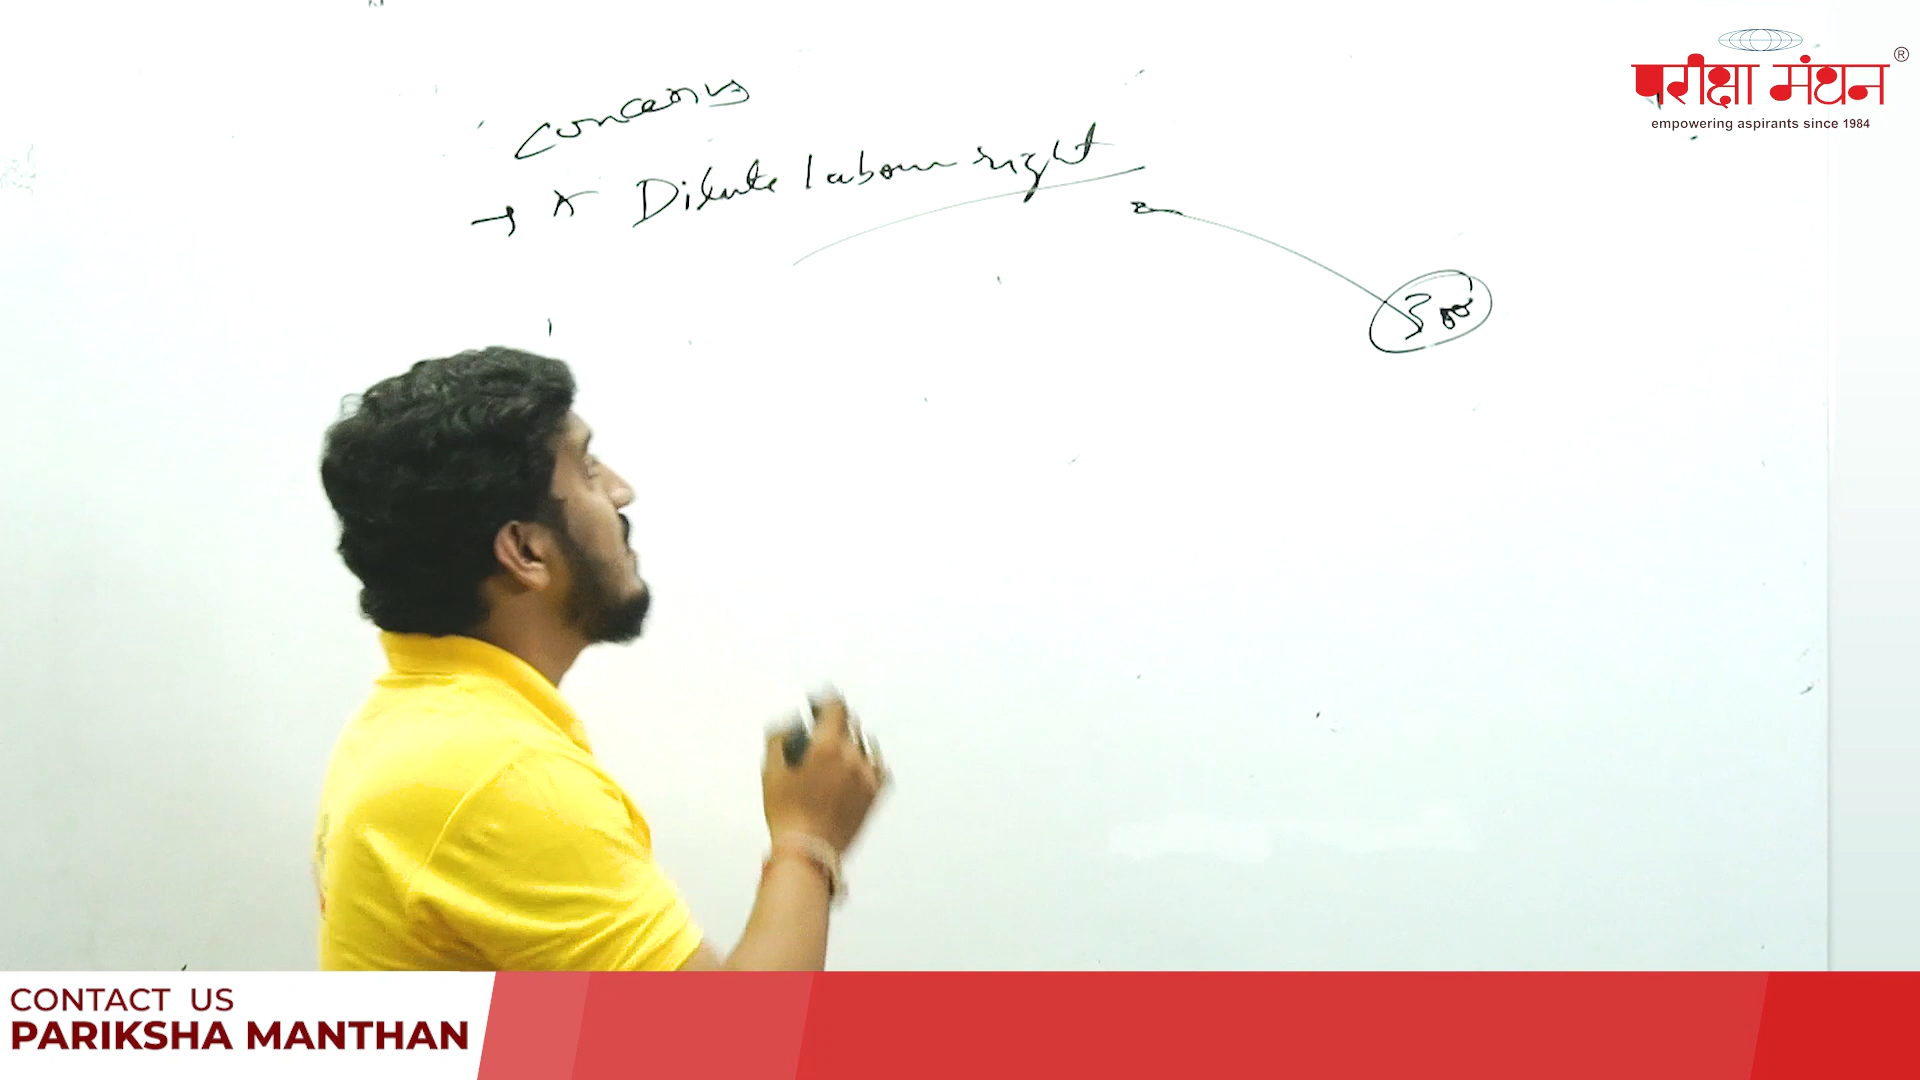 Concerns
→ * Dilute labour right
300
परीक्षा मंथन ®
empowering aspirants since 1984
CONTACT US
PARIKSHA MANTHAN